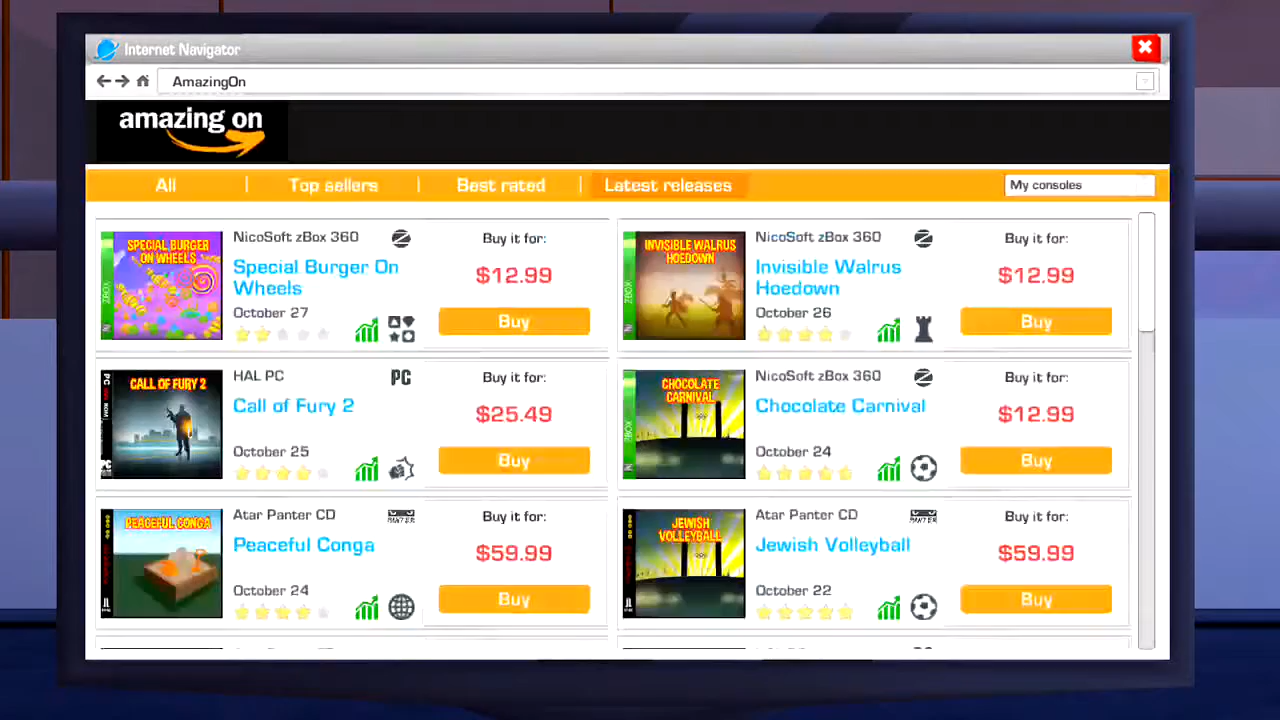 Internet Navigator
AmazingOn
amazing on
All
Top sellers
Best rated
Latest releases
My consoles
SPECIAL BURGER
ON WHEELS
ZBOX
NicoSoft zBox 360
Special Burger On
Wheels
October 27
Buy it for:
$12.99
Buy
INVISIBLE WALRUS
HOEDOWN
ZBOX
NicoSoft zBox 360
Invisible Walrus
Hoedown
October 26
Buy it for:
$12.99
Buy
CALL OF FURY 2
HAL PC
PC
Call of Fury 2
October 25
Buy it for:
$25.49
Buy
CHOCOLATE
CARNIVAL
ZBOX
NicoSoft zBox 360
Chocolate Carnival
October 24
Buy it for:
$12.99
Buy
PEACEFUL CONGA
Atar Panter CD
PANTER
Peaceful Conga
October 24
Buy it for:
$59.99
Buy
JEWISH
VOLLEYBALL
Atar Panter CD
PANTER
Jewish Volleyball
October 22
Buy it for:
$59.99
Buy